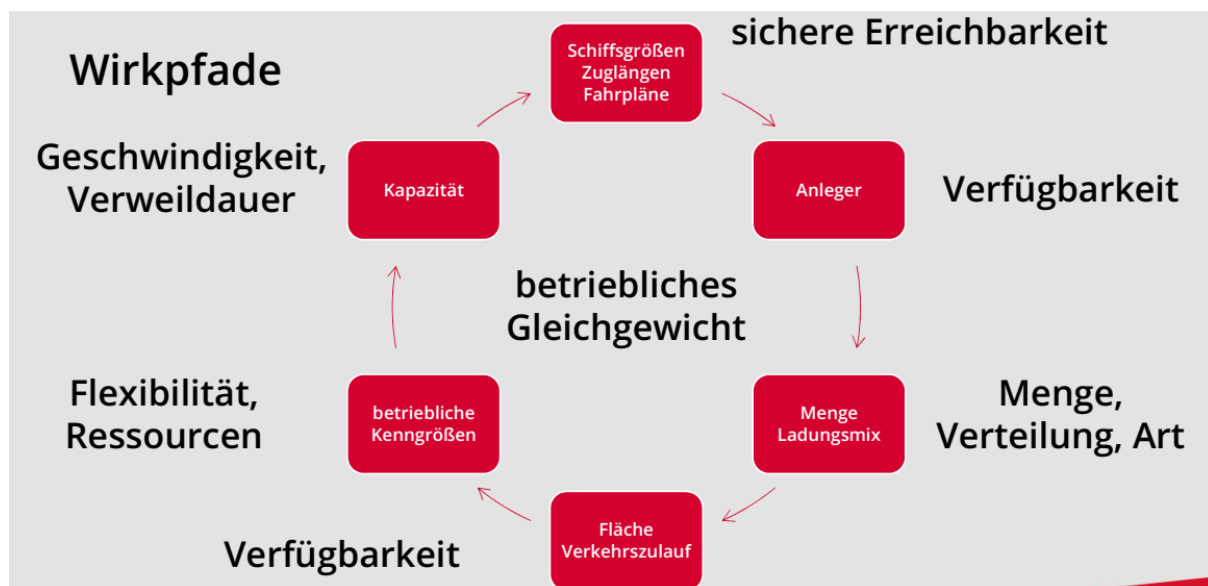 Wirkpfade
Schiffsgrößen
Zuglängen
Fahrpläne
sichere Erreichbarkeit
Geschwindigkeit,
Verweildauer
Kapazität
Anleger
Verfügbarkeit
betriebliches
Gleichgewicht
Flexibilität,
Ressourcen
betriebliche
Kenngrößen
Menge
Ladungsmix
Menge,
Verteilung, Art
Verfügbarkeit
Fläche
Verkehrszulauf